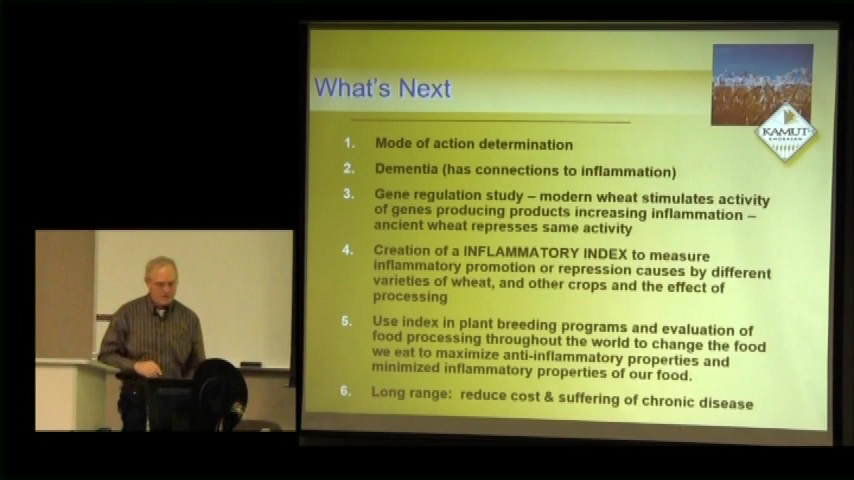 What's Next
KAMUT
KHORASAN
1. Mode of action determination
2. Dementia (has connections to inflammation)
3. Gene regulation study – modern wheat stimulates activity
of genes producing products increasing inflammation –
ancient wheat represses same activity
4. Creation of a INFLAMMATORY INDEX to measure
inflammatory promotion or repression causes by different
varieties of wheat, and other crops and the effect of
processing
5. Use index in plant breeding programs and evaluation of
food processing throughout the world to change the food
we eat to maximize anti-inflammatory properties and
minimized inflammatory properties of our food.
6. Long range: reduce cost & suffering of chronic disease